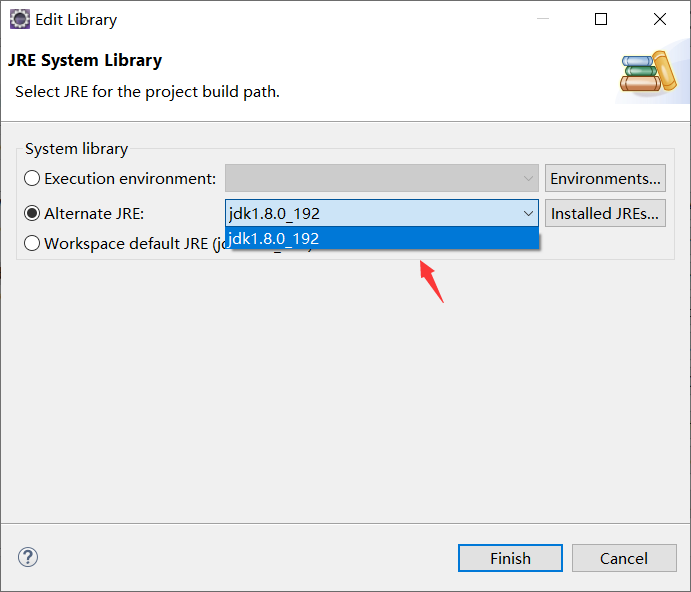 Edit Library
JRE System Library
Select JRE for the project build path.
System library
Execution environment:
Environments...
Alternate JRE:
jdk1.8.0_192
Installed JREs...
jdk1.8.0_192
Workspace default JRE
?
Finish
Cancel